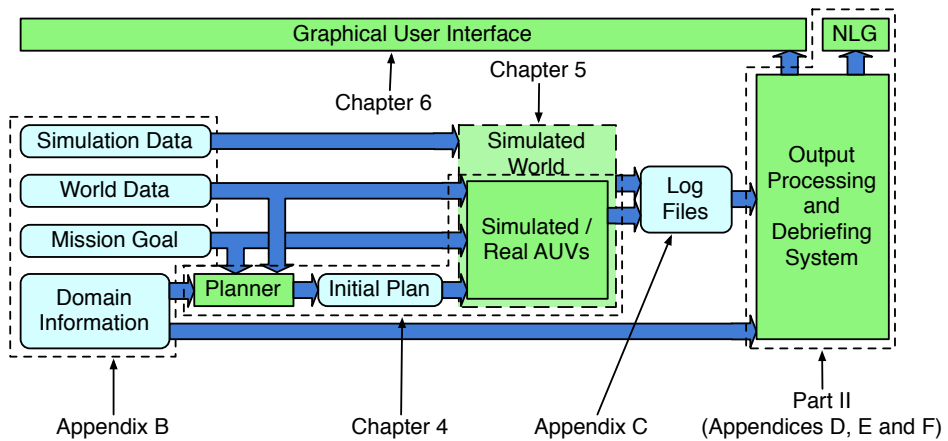 Graphical User Interface
NLG
Chapter 5
Chapter 6
Simulation Data
World Data
Mission Goal
Domain
Information
Planner
Initial Plan
Simulated
World
Simulated /
Real AUVs
Log
Files
Output
Processing
and
Debriefing
System
Appendix B
Chapter 4
Appendix C
Part II
(Appendices D, E and F)